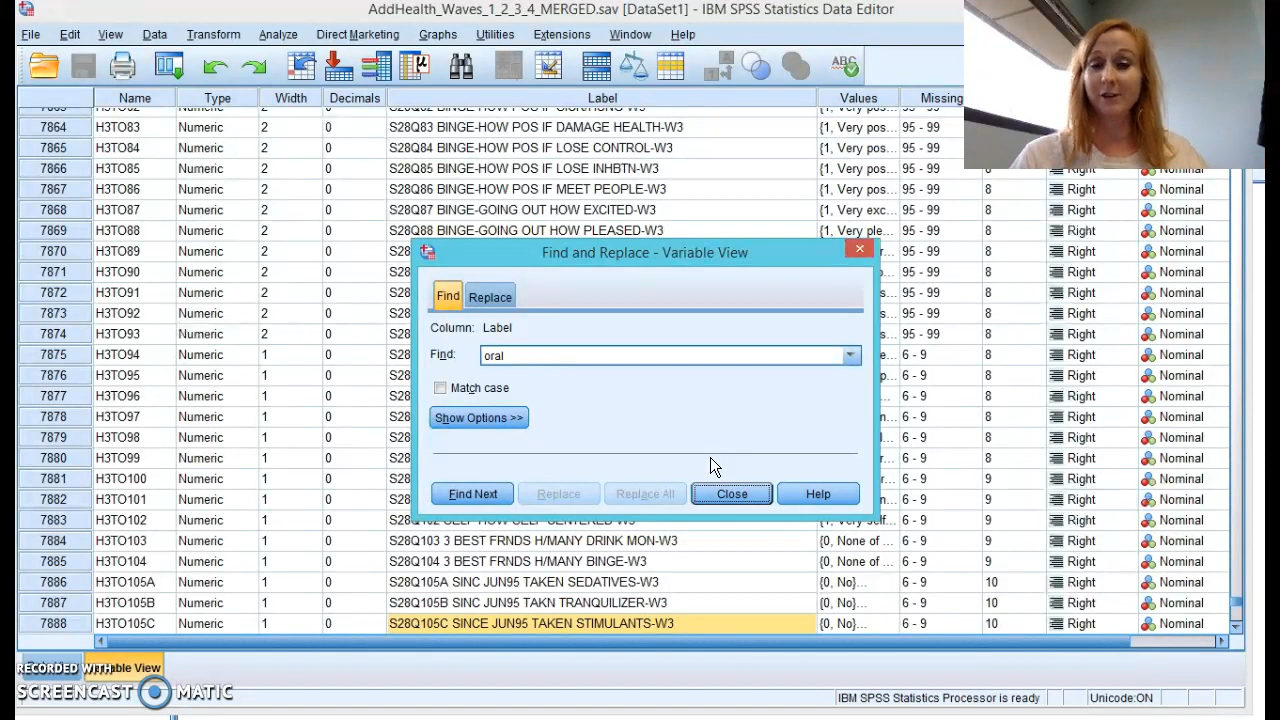 AddHealth_Waves_1_2_3_4_MERGED.sav [DataSet1] - IBM SPSS Statistics Data Editor
File Edit View Data Transform Analyze Direct Marketing Graphs Utilities Extensions Window Help
Name Type Width Decimals Label Values Missing
7864 H3TO83 Numeric 2 0 S28Q83 BINGE-HOW POS IF DAMAGE HEALTH-W3 {1, Very pos... 95 - 99
7865 H3TO84 Numeric 2 0 S28Q84 BINGE-HOW POS IF LOSE CONTROL-W3 {1, Very pos... 95 - 99
7866 H3TO85 Numeric 2 0 S28Q85 BINGE-HOW POS IF LOSE INHBTN-W3 {1, Very pos... 95 - 99 8 Right Nominal
7867 H3TO86 Numeric 2 0 S28Q86 BINGE-HOW POS IF MEET PEOPLE-W3 {1, Very pos... 95 - 99 8 Right Nominal
7868 H3TO87 Numeric 2 0 S28Q87 BINGE-GOING OUT HOW EXCITED-W3 {1, Very exc... 95 - 99 8 Right Nominal
7869 H3TO88 Numeric 2 0 S28Q88 BINGE-GOING OUT HOW PLEASED-W3 {1, Very ple... 95 - 99 8 Right Nominal
7870 H3TO89 Numeric 2 0 S28 95 - 99 8 Right Nominal
7871 H3TO90 Numeric 2 0 S28 95 - 99 8 Right Nominal
7872 H3TO91 Numeric 2 0 S28 95 - 99 8 Right Nominal
7873 H3TO92 Numeric 2 0 S28 95 - 99 8 Right Nominal
7874 H3TO93 Numeric 2 0 S28 95 - 99 8 Right Nominal
7875 H3TO94 Numeric 1 0 S28 6 - 9 8 Right Nominal
7876 H3TO95 Numeric 1 0 S28 6 - 9 8 Right Nominal
7877 H3TO96 Numeric 1 0 S28 6 - 9 8 Right Nominal
7878 H3TO97 Numeric 1 0 S28 6 - 9 8 Right Nominal
7879 H3TO98 Numeric 1 0 S28 6 - 9 8 Right Nominal
7880 H3TO99 Numeric 1 0 S28 6 - 9 8 Right Nominal
7881 H3TO100 Numeric 1 0 S28 6 - 9 9 Right Nominal
7882 H3TO101 Numeric 1 0 S28 6 - 9 9 Right Nominal
7883 H3TO102 Numeric 1 0 6 - 9 9 Right Nominal
7884 H3TO103 Numeric 1 0 S28Q103 3 BEST FRNDS H/MANY DRINK MON-W3 {0, None of ... 6 - 9 9 Right Nominal
7885 H3TO104 Numeric 1 0 S28Q104 3 BEST FRNDS H/MANY BINGE-W3 {0, None of ... 6 - 9 9 Right Nominal
7886 H3TO105A Numeric 1 0 S28Q105A SINC JUN95 TAKEN SEDATIVES-W3 {0, No}... 6 - 9 10 Right Nominal
7887 H3TO105B Numeric 1 0 S28Q105B SINC JUN95 TAKN TRANQUILIZER-W3 {0, No}... 6 - 9 10 Right Nominal
7888 H3TO105C Numeric 1 0 S28Q105C SINCE JUN95 TAKEN STIMULANTS-W3 {0, No}... 6 - 9 10 Right Nominal
Find and Replace - Variable View
Find Replace
Column: Label
Find: oral
Match case
Show Options >>
Find Next Replace Replace All Close Help
Variable View
RECORDED WITH
SCREENCAST MATIC
IBM SPSS Statistics Processor is ready Unicode:ON